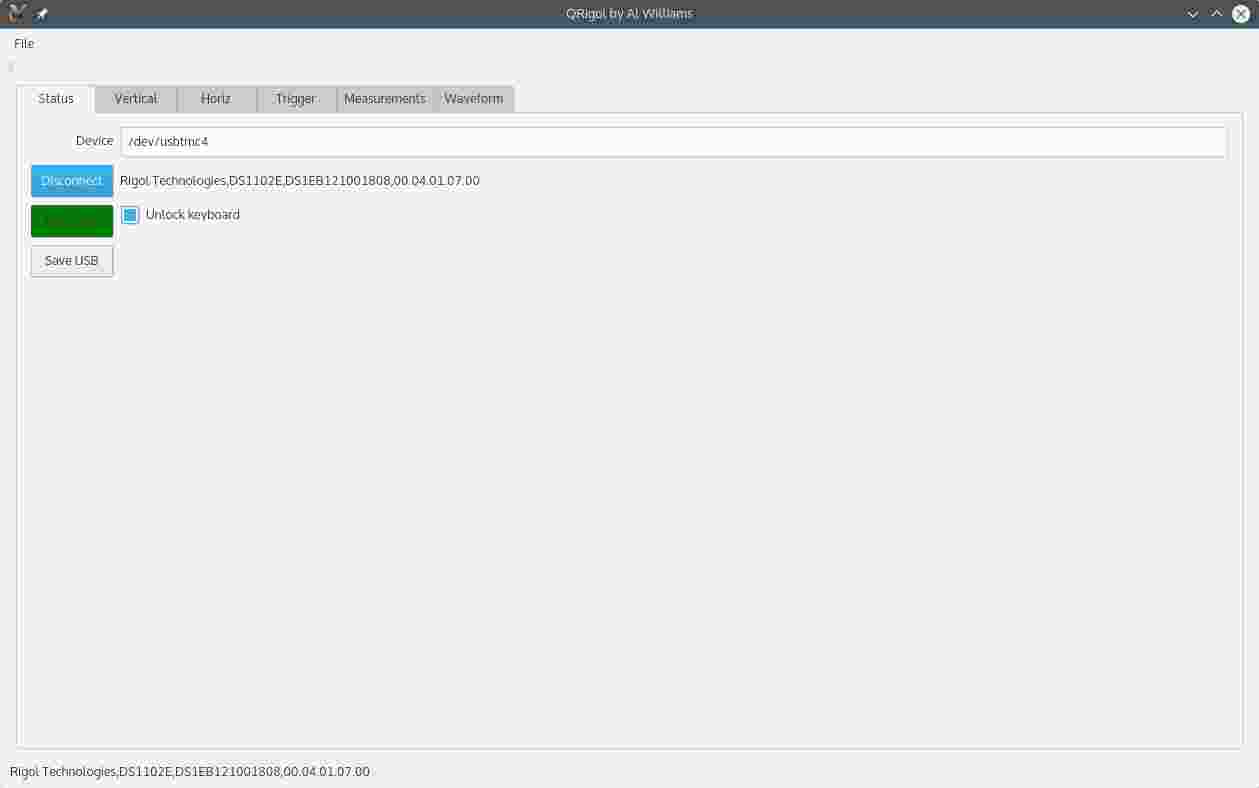 QRigol by Al Williams
File
Status Vertical Horiz Trigger Measurements Waveform
Device /dev/usbtmc4
Disconnect Rigol Technologies,DS1102E,DS1EB121001808,00.04.01.07.00
Unlock keyboard
Save USB
Rigol Technologies,DS1102E,DS1EB121001808,00.04.01.07.00